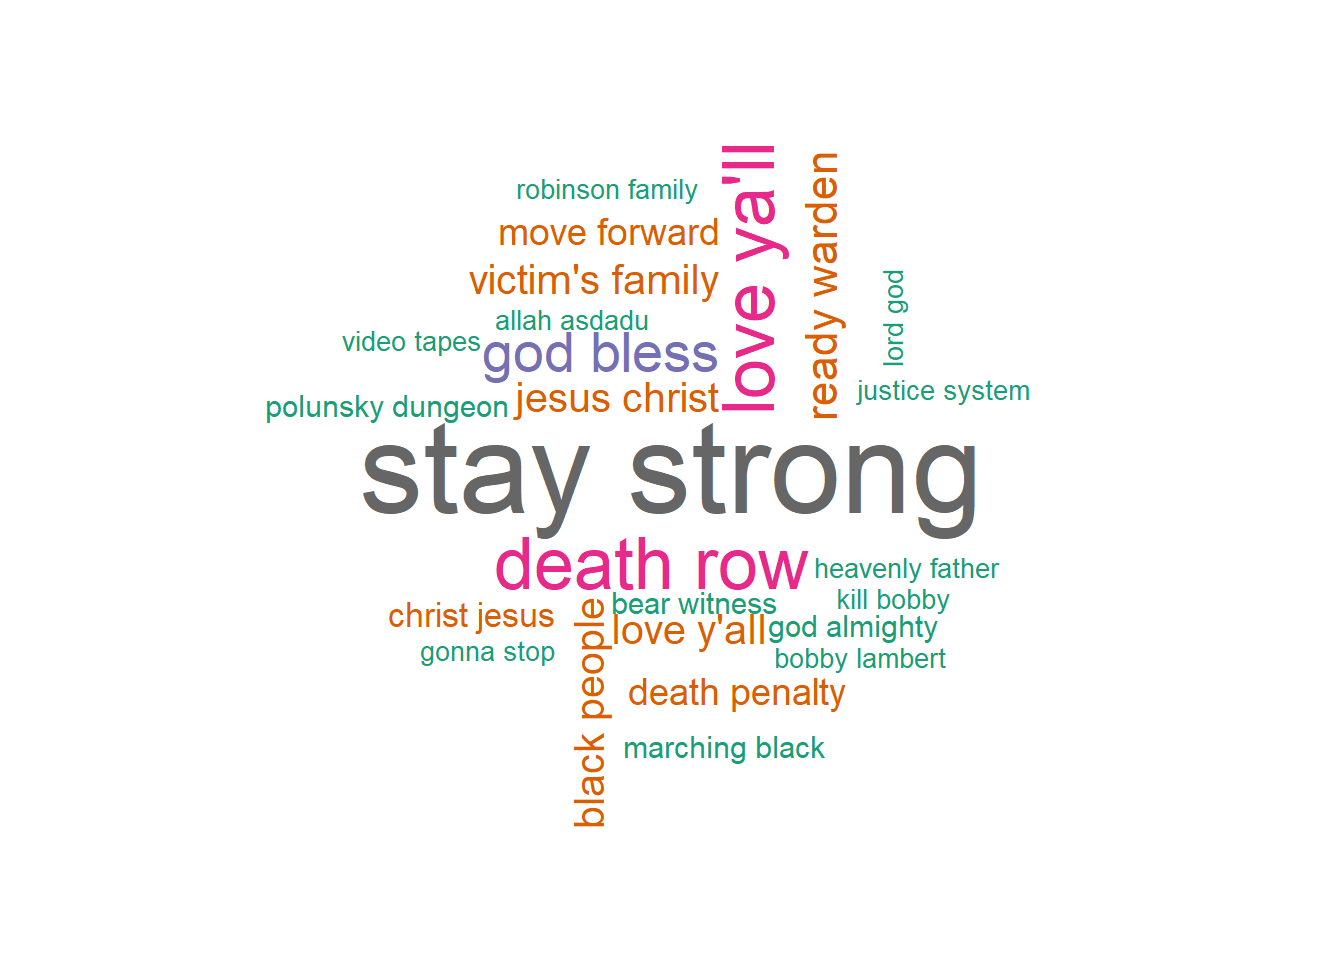 love ya'll
ready warden
robinson family
move forward
victim's family
lord god
allah asdadu
video tapes
god bless
justice system
jesus christ
polunsky dungeon
stay strong
death row
heavenly father
kill bobby
bear witness
christ jesus
black people
love y'all
god almighty
gonna stop
bobby lambert
death penalty
marching black